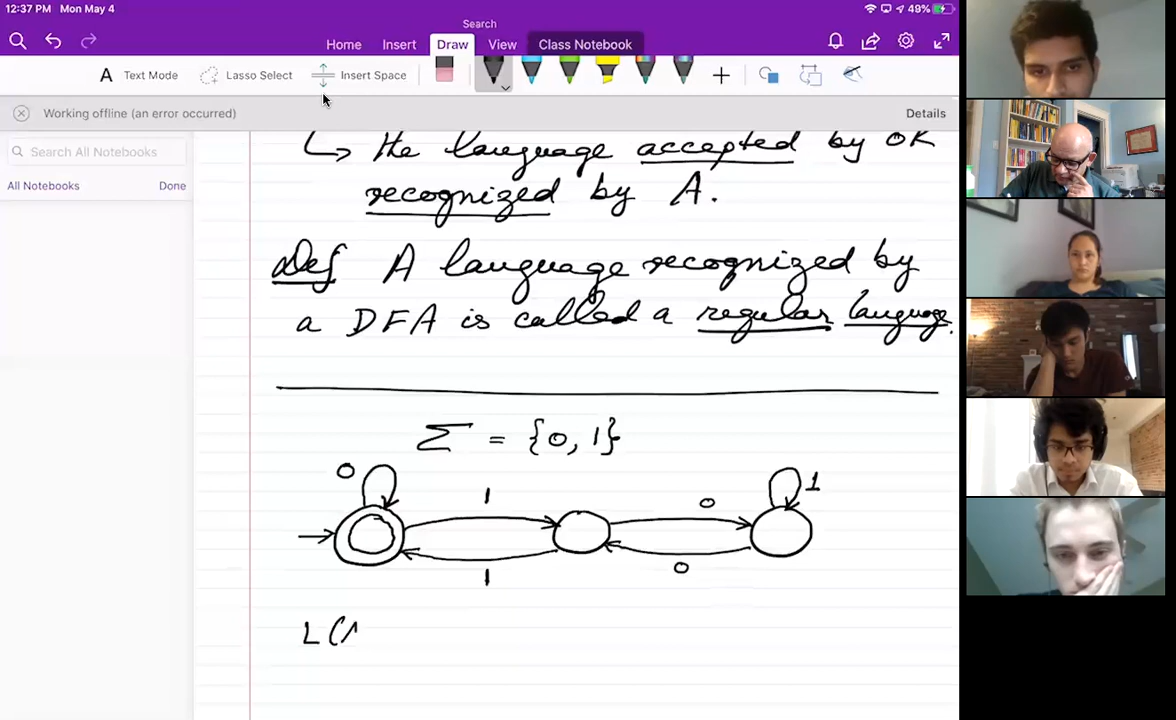 12:37 PM Mon May 4
Search
49%
Home Insert Draw View Class Notebook
A Text Mode Lasso Select Insert Space
Working offline (an error occurred) Details
Search All Notebooks
All Notebooks Done
↳ the language accepted by or
recognized by A.
Def A language recognized by
a DFA is called a regular language.
Σ = {0, 1}
0 1 0 1
1 0
L(A